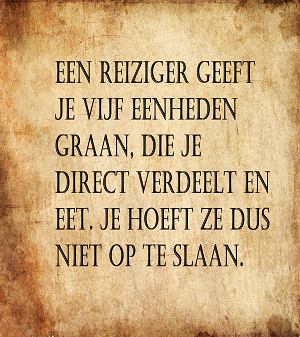 EEN REIZIGER GEEFT
JE VIJF EENHEDEN
GRAAN, DIE JE
DIRECT VERDEELT EN
EET. JE HOEFT ZE DUS
NIET OP TE SLAAN.